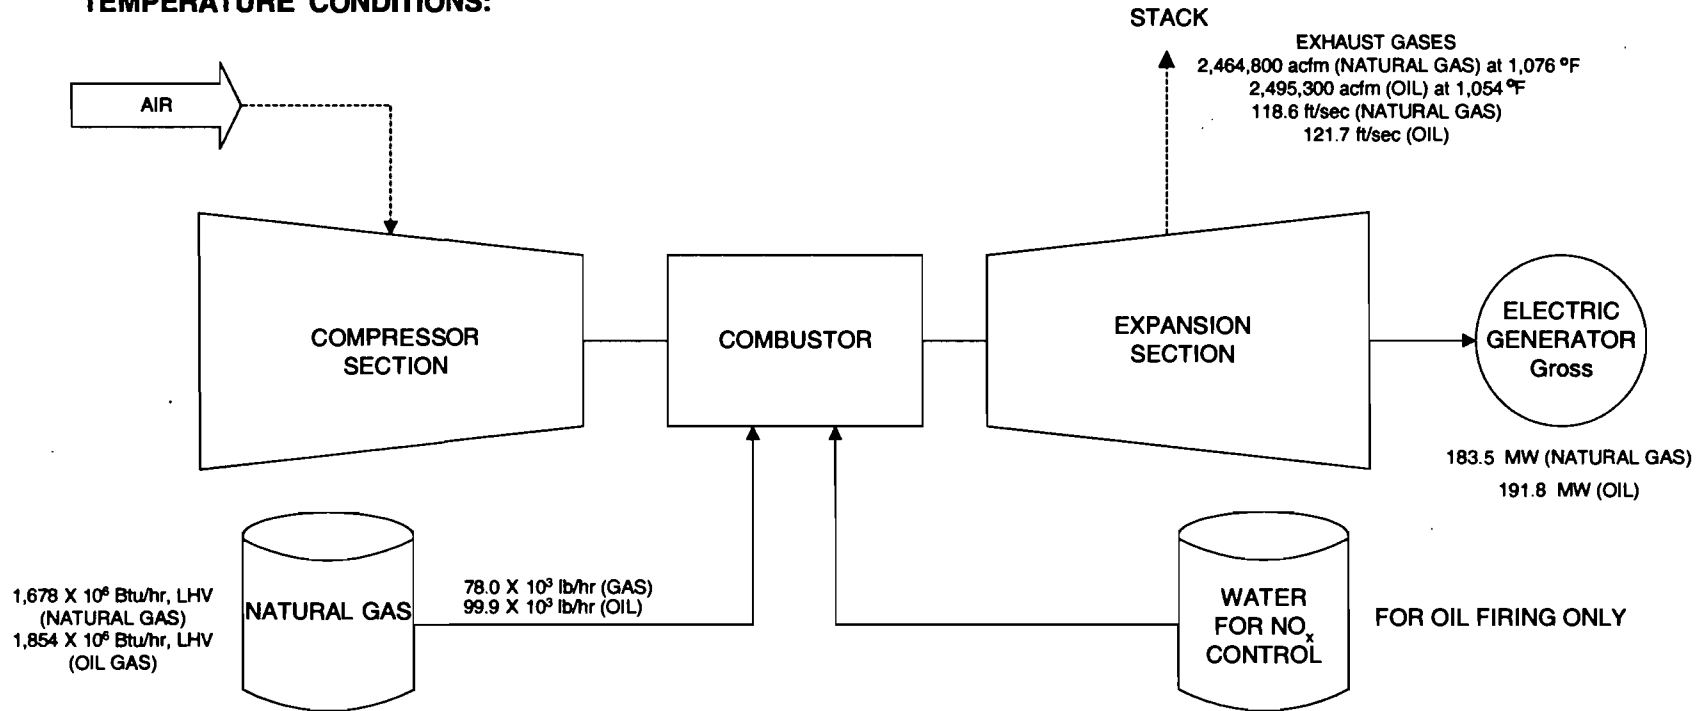 TEMPERATURE CONDITIONS:
STACK
EXHAUST GASES
2,464,800 acfm (NATURAL GAS) at 1,076 °F
2,495,300 acfm (OIL) at 1,054 °F
118.6 ft/sec (NATURAL GAS)
121.7 ft/sec (OIL)
AIR
COMPRESSOR
SECTION
COMBUSTOR
EXPANSION
SECTION
ELECTRIC
GENERATOR
Gross
183.5 MW (NATURAL GAS)
191.8 MW (OIL)
1,678 X 10⁶ Btu/hr, LHV
(NATURAL GAS)
1,854 X 10⁶ Btu/hr, LHV
(OIL GAS)
NATURAL GAS
78.0 X 10³ lb/hr (GAS)
99.9 X 10³ lb/hr (OIL)
WATER
FOR NOₓ
CONTROL
FOR OIL FIRING ONLY